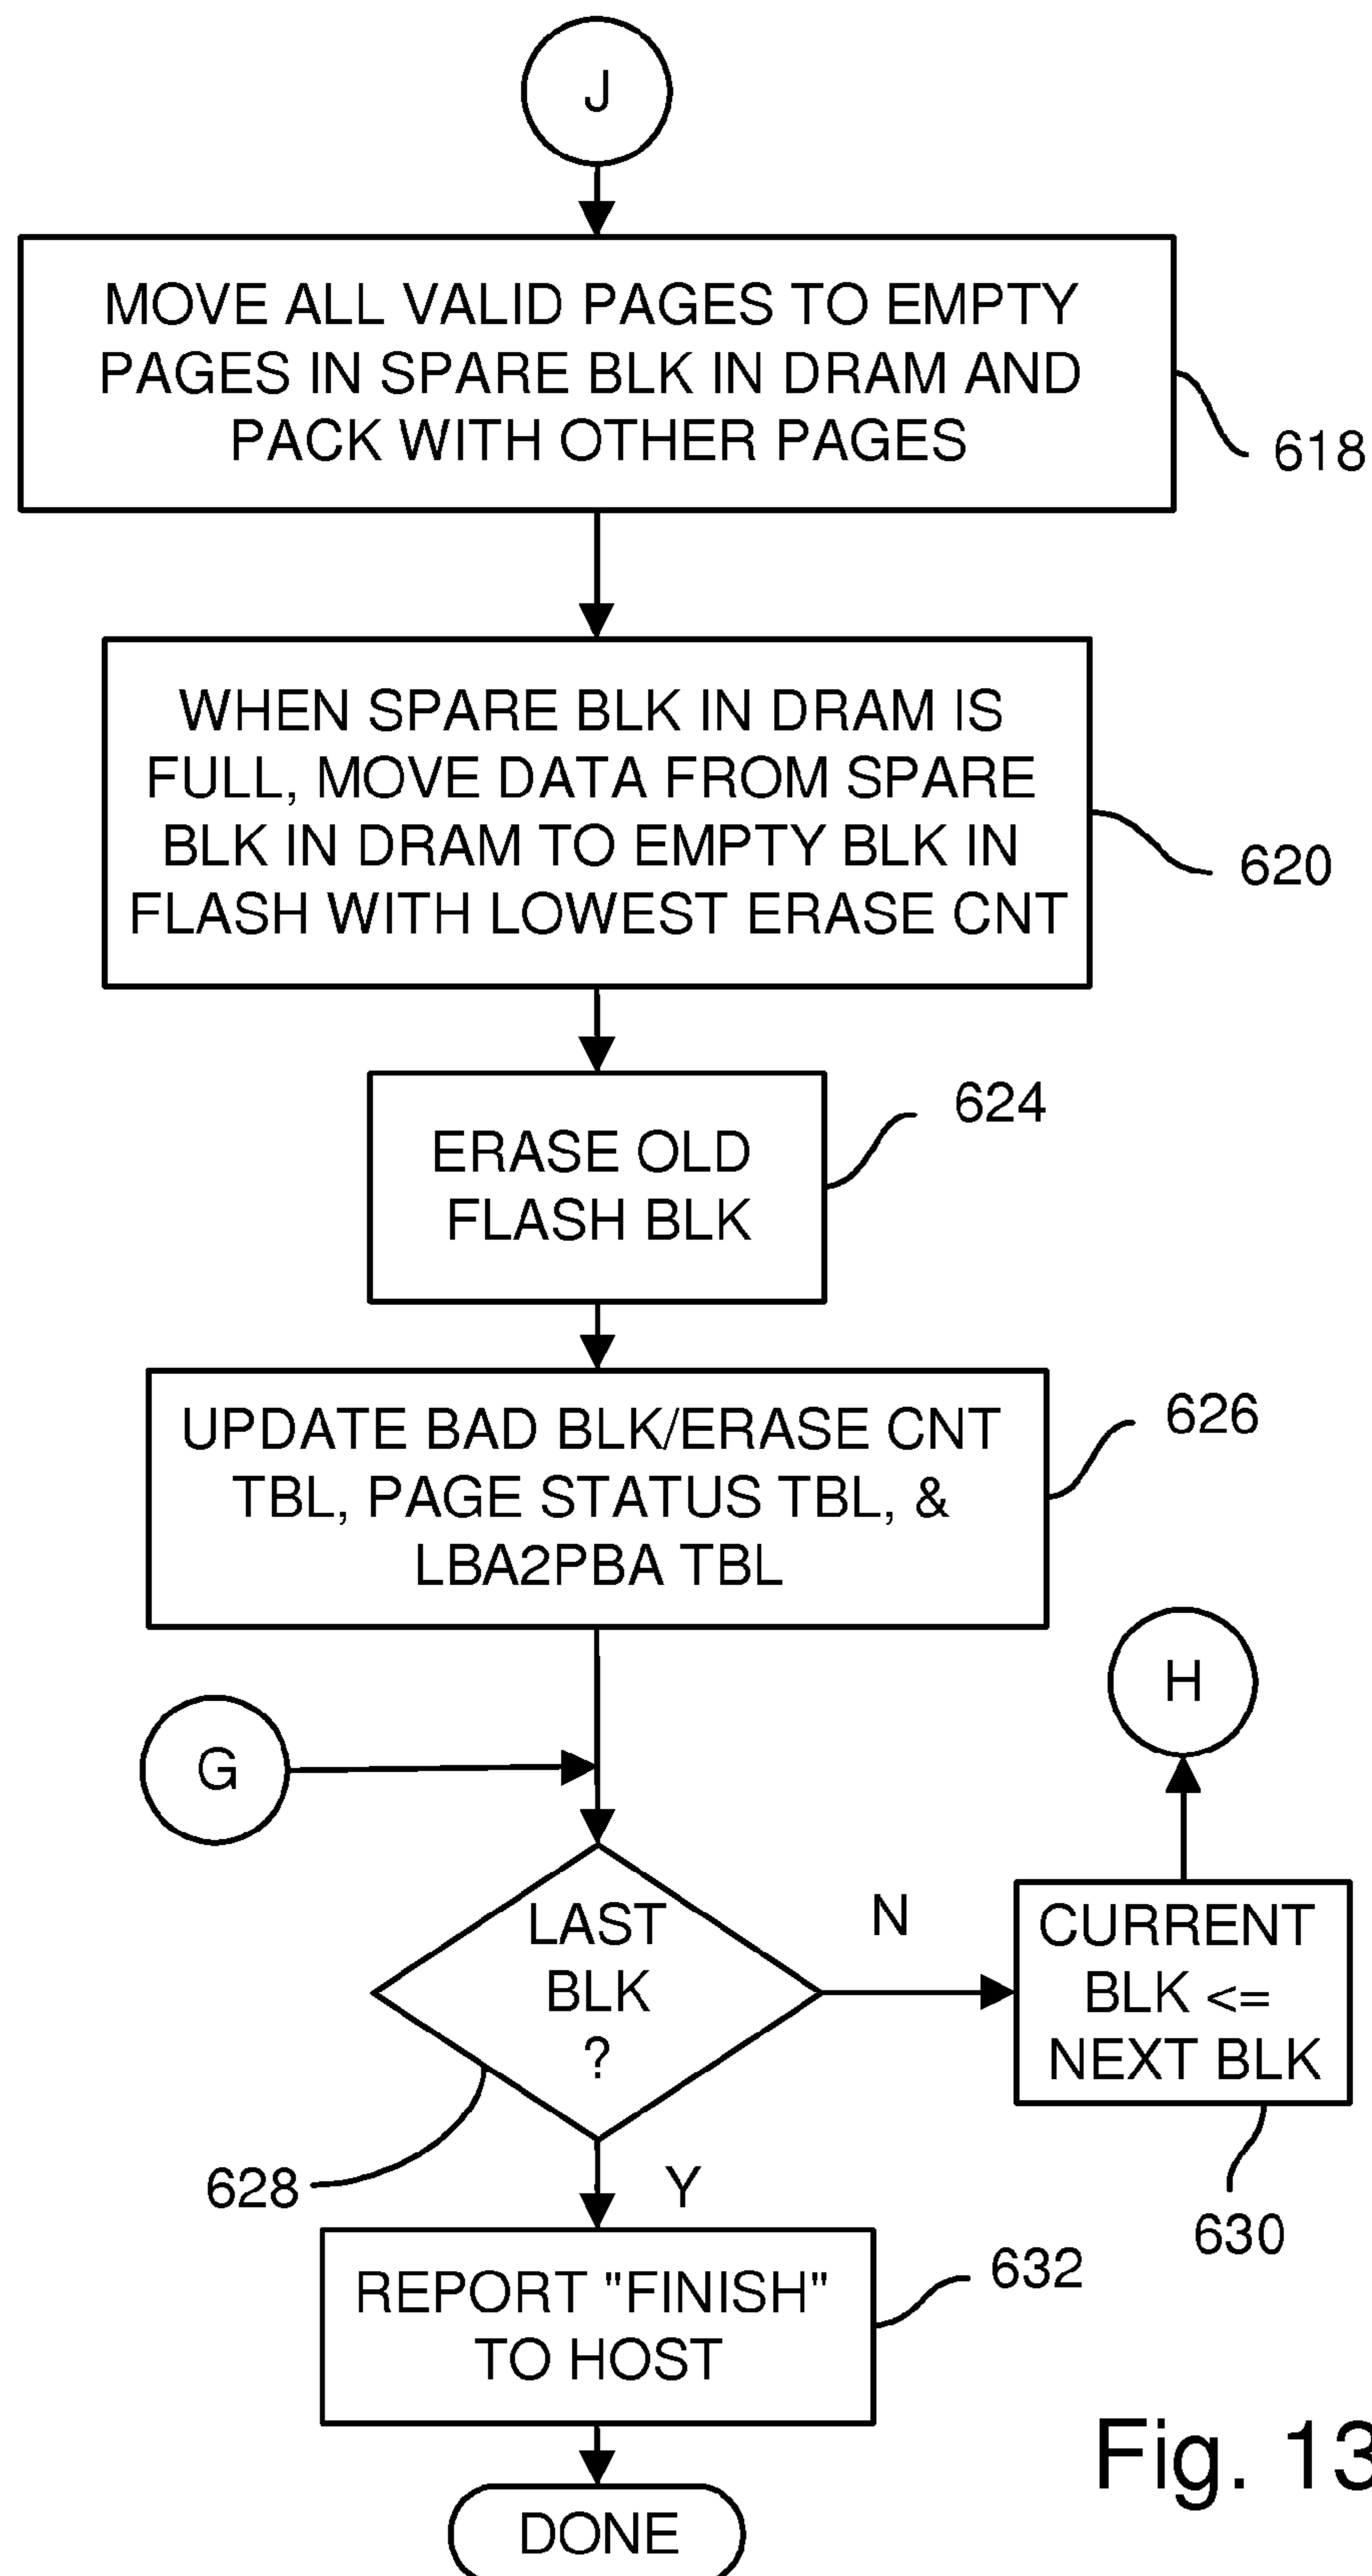 J
MOVE ALL VALID PAGES TO EMPTY
PAGES IN SPARE BLK IN DRAM AND
PACK WITH OTHER PAGES
618
WHEN SPARE BLK IN DRAM IS
FULL, MOVE DATA FROM SPARE
BLK IN DRAM TO EMPTY BLK IN
FLASH WITH LOWEST ERASE CNT
620
ERASE OLD
FLASH BLK
624
UPDATE BAD BLK/ERASE CNT
TBL, PAGE STATUS TBL, &
LBA2PBA TBL
626
G
H
LAST
BLK
?
N
CURRENT
BLK <=
NEXT BLK
628
Y
630
REPORT "FINISH"
TO HOST
632
DONE
Fig. 13